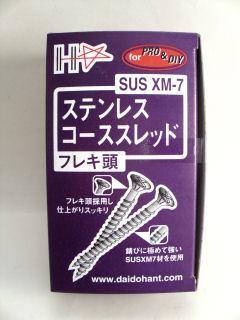 HA
for PRO & DIY
SUS XM-7
ステンレス
コーススレッド
フレキ頭
フレキ頭採用し
仕上がりスッキリ
錆びに極めて強い
SUSXM7材を使用
www.daidohant.com